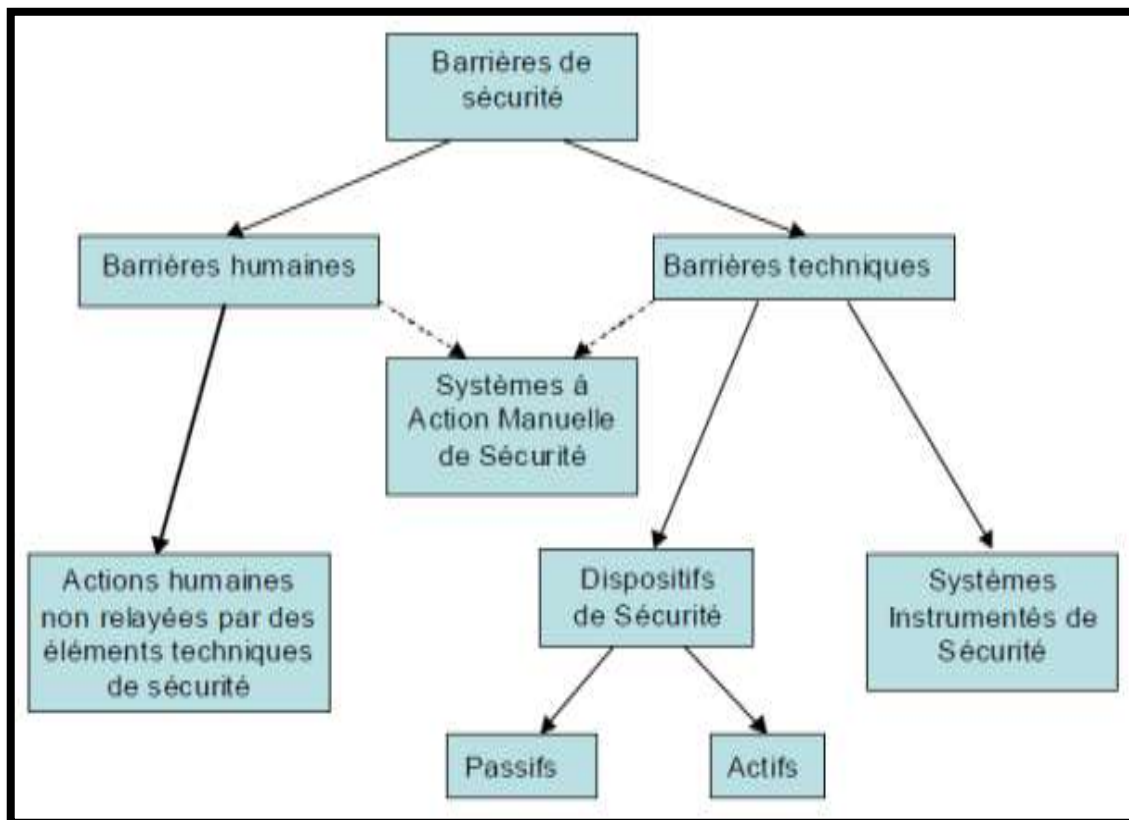 Barrières de
sécurité
Barrières humaines
Barrières techniques
Systèmes á
Action Manuelle
de Sécurité
Actions humaines
non relayées par des
éléments techniques
de sécurité
Dispositifs
de Sécurité
Systèmes
Instrumentés de
Sécurité
Passifs
Actifs